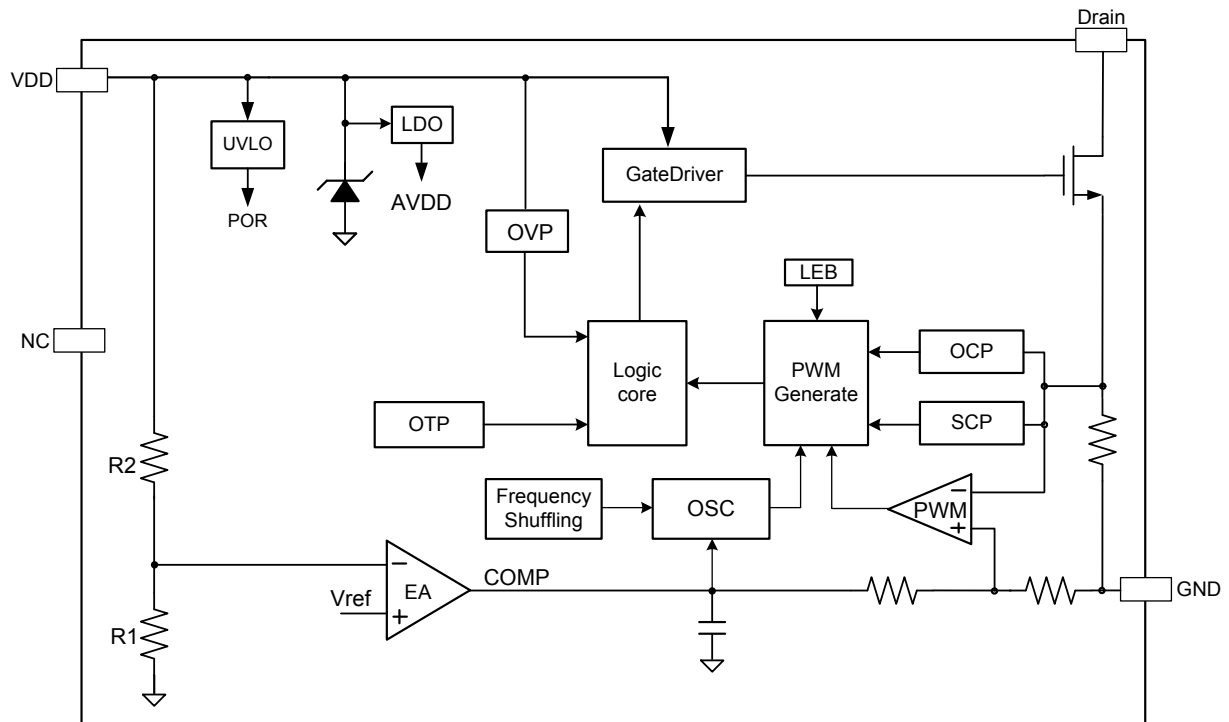 Drain
VDD
UVLO
LDO
GateDriver
POR
AVDD
OVP
LEB
NC
Logic
core
PWM
Generate
OCP
OTP
SCP
R2
Frequency
Shuffling
OSC
PWM
−
+
EA
−
+
COMP
Vref
GND
R1